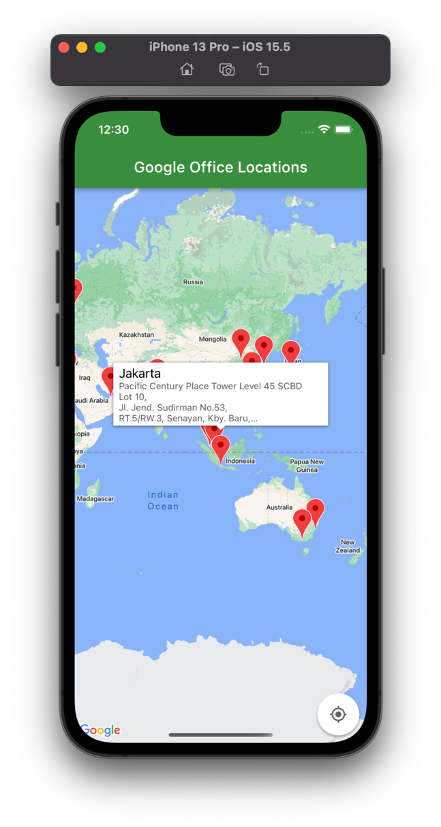 iPhone 13 Pro – iOS 15.5
12:30
Google Office Locations
Russia
Kazakhstan
Mongolia
Iraq
audi Arabia
Jakarta
Pacific Century Place Tower Level 45 SCBD
Lot 10,
Jl. Jend. Sudirman No.53,
RT.5/RW.3, Senayan, Kby. Baru,...
opia
ya
Indonesia
Papua New
Guinea
nia
Madagascar
Indian
Ocean
Australia
New
Zealand
Google